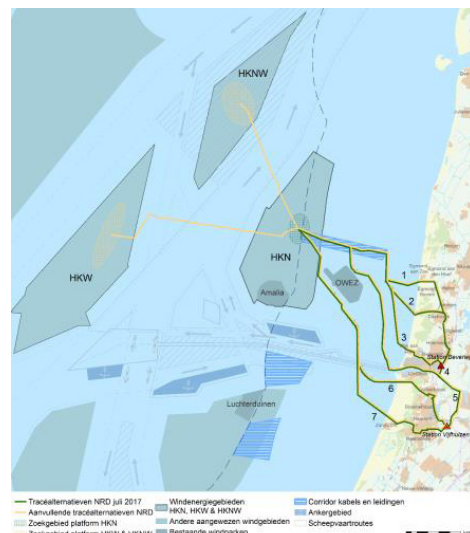 HKNW
HKW
HKN
Amalia
OWEZ
Luchterduinen
1
2
3
4
5
6
7
Station Vijfhuizen
Tracéalternatieven NRD juli 2017
Aanvullende tracéalternatieven NRD
Zoekgebied platform HKN
Windenergiegebieden
HKN, HKW & HKNW
Andere aangewezen windgebieden
Bestaande windparken
Corridor kabels en leidingen
Ankergebied
Scheepvaartroutes